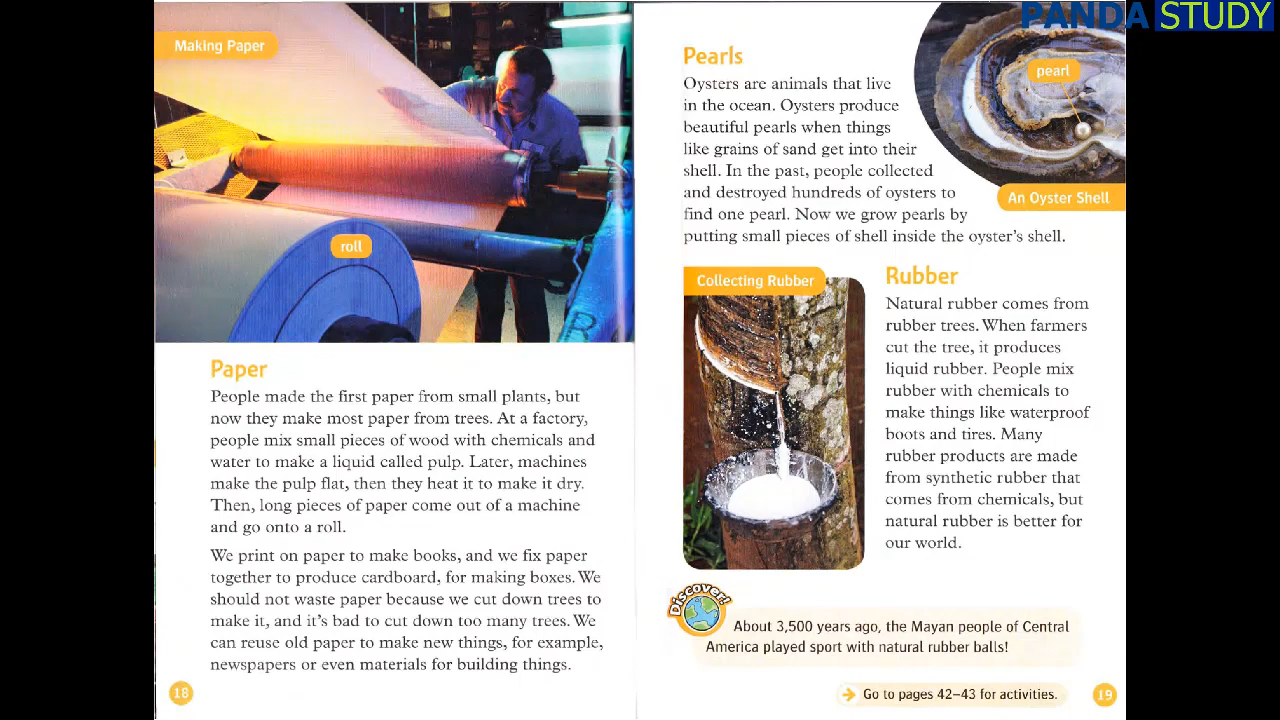 PANDA STUDY
Making Paper
roll
Paper
People made the first paper from small plants, but
now they make most paper from trees. At a factory,
people mix small pieces of wood with chemicals and
water to make a liquid called pulp. Later, machines
make the pulp flat, then they heat it to make it dry.
Then, long pieces of paper come out of a machine
and go onto a roll.
We print on paper to make books, and we fix paper
together to produce cardboard, for making boxes. We
should not waste paper because we cut down trees to
make it, and it's bad to cut down too many trees. We
can reuse old paper to make new things, for example,
newspapers or even materials for building things.
18
Pearls
Oysters are animals that live
in the ocean. Oysters produce
beautiful pearls when things
like grains of sand get into their
shell. In the past, people collected
and destroyed hundreds of oysters to
find one pearl. Now we grow pearls by
putting small pieces of shell inside the oyster's shell.
pearl
An Oyster Shell
Collecting Rubber
Rubber
Natural rubber comes from
rubber trees. When farmers
cut the tree, it produces
liquid rubber. People mix
rubber with chemicals to
make things like waterproof
boots and tires. Many
rubber products are made
from synthetic rubber that
comes from chemicals, but
natural rubber is better for
our world.
Discover!
About 3,500 years ago, the Mayan people of Central
America played sport with natural rubber balls!
Go to pages 42–43 for activities.
19